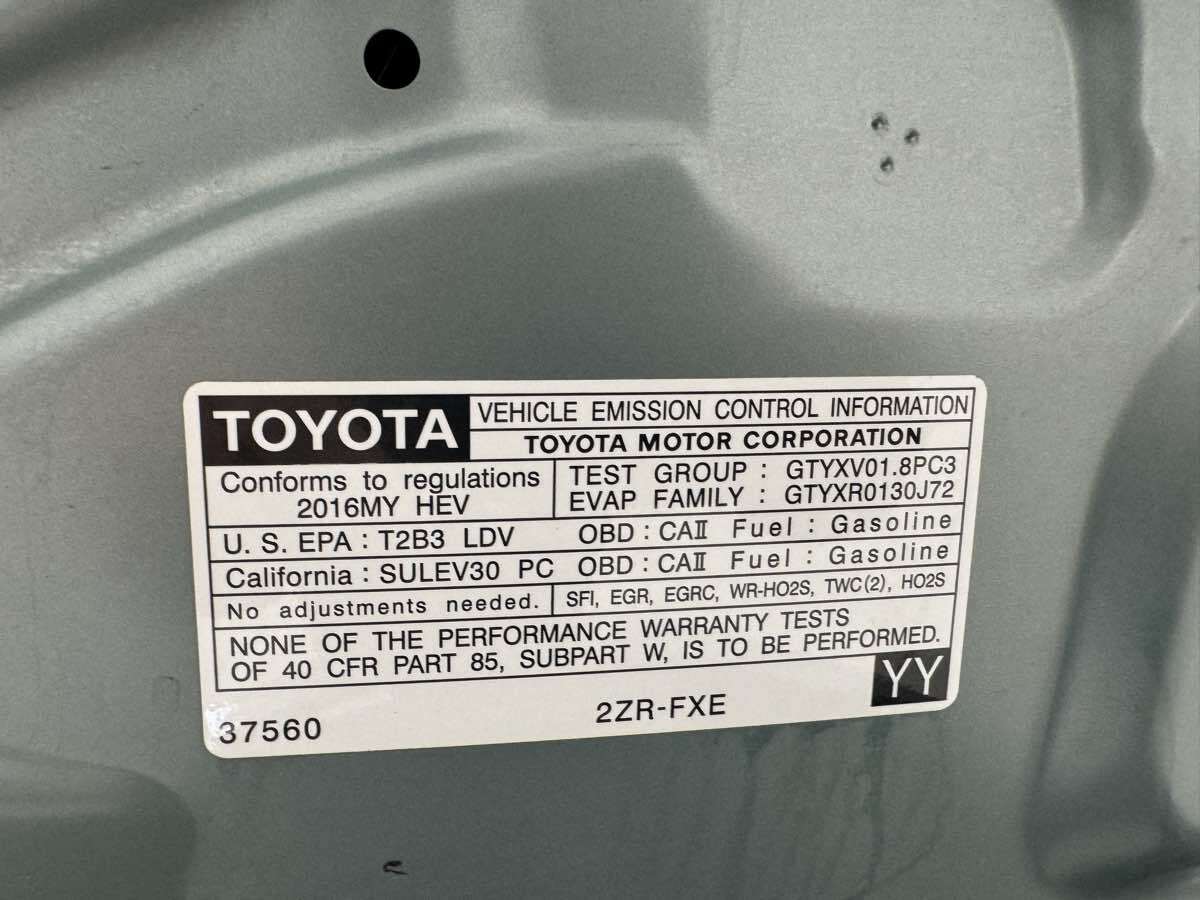 TOYOTA
VEHICLE EMISSION CONTROL INFORMATION
TOYOTA MOTOR CORPORATION
Conforms to regulations
2016MY HEV
TEST GROUP : GTYXV01.8PC3
EVAP FAMILY : GTYXR0130J72
U. S. EPA : T2B3 LDV OBD : CAⅡ Fuel : Gasoline
California : SULEV30 PC OBD : CAⅡ Fuel : Gasoline
No adjustments needed.
SFI, EGR, EGRC, WR-HO2S, TWC(2), HO2S
NONE OF THE PERFORMANCE WARRANTY TESTS
OF 40 CFR PART 85, SUBPART W, IS TO BE PERFORMED.
YY
37560
2ZR-FXE